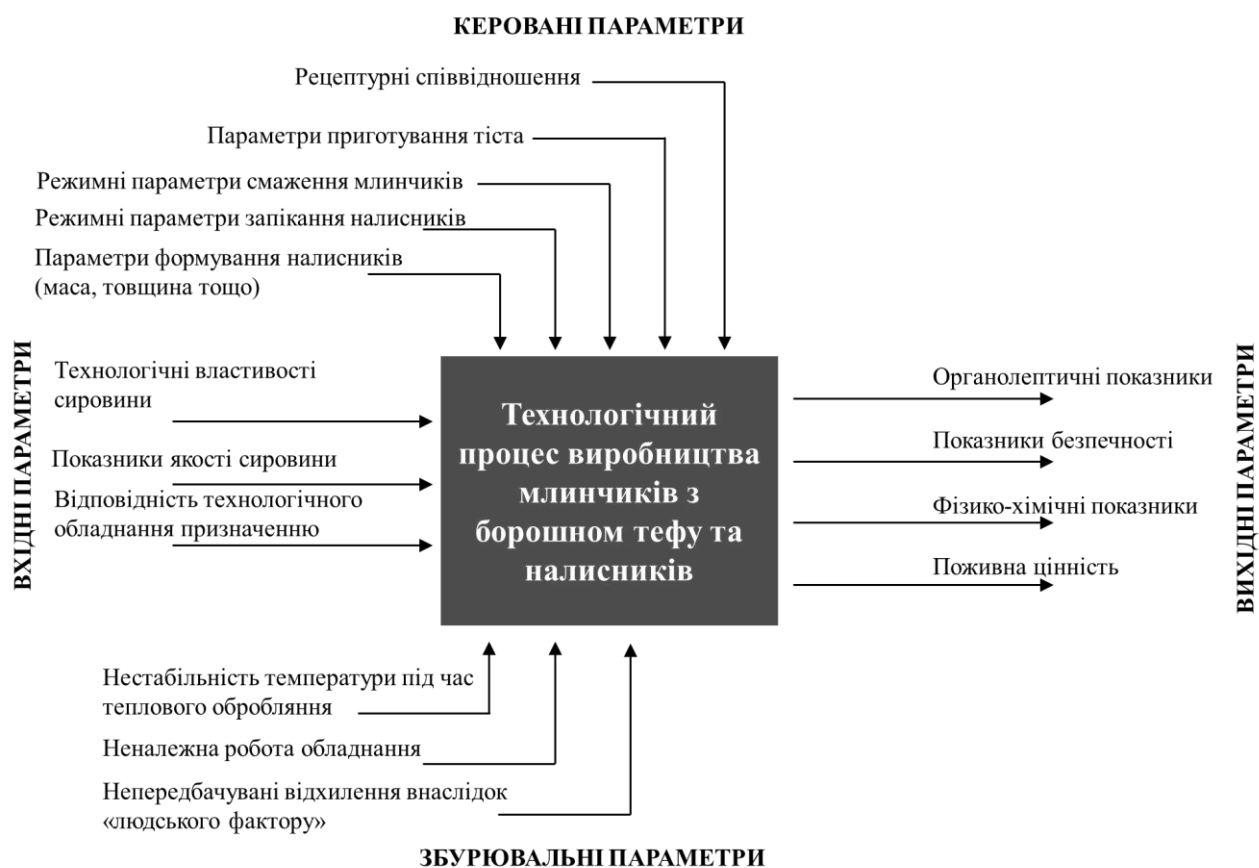 КЕРОВАНІ ПАРАМЕТРИ
Рецептурні співвідношення
Параметри приготування тіста
Режимні параметри смаження млинчиків
Режимні параметри запікання налисників
Параметри формування налисників
(маса, товщина тощо)
ВХІДНІ ПАРАМЕТРИ
Технологічні властивості
сировини
Показники якості сировини
Відповідність технологічного
обладнання призначенню
Технологічний
процес виробництва
млинчиків з
борошном тефу та
налисників
Органолептичні показники
Показники безпечності
Фізико-хімічні показники
Поживна цінність
ВИХІДНІ ПАРАМЕТРИ
Нестабільність температури під час
теплового обробляння
Неналежна робота обладнання
Непередбачувані відхилення внаслідок
«людського фактору»
ЗБУРЮВАЛЬНІ ПАРАМЕТРИ